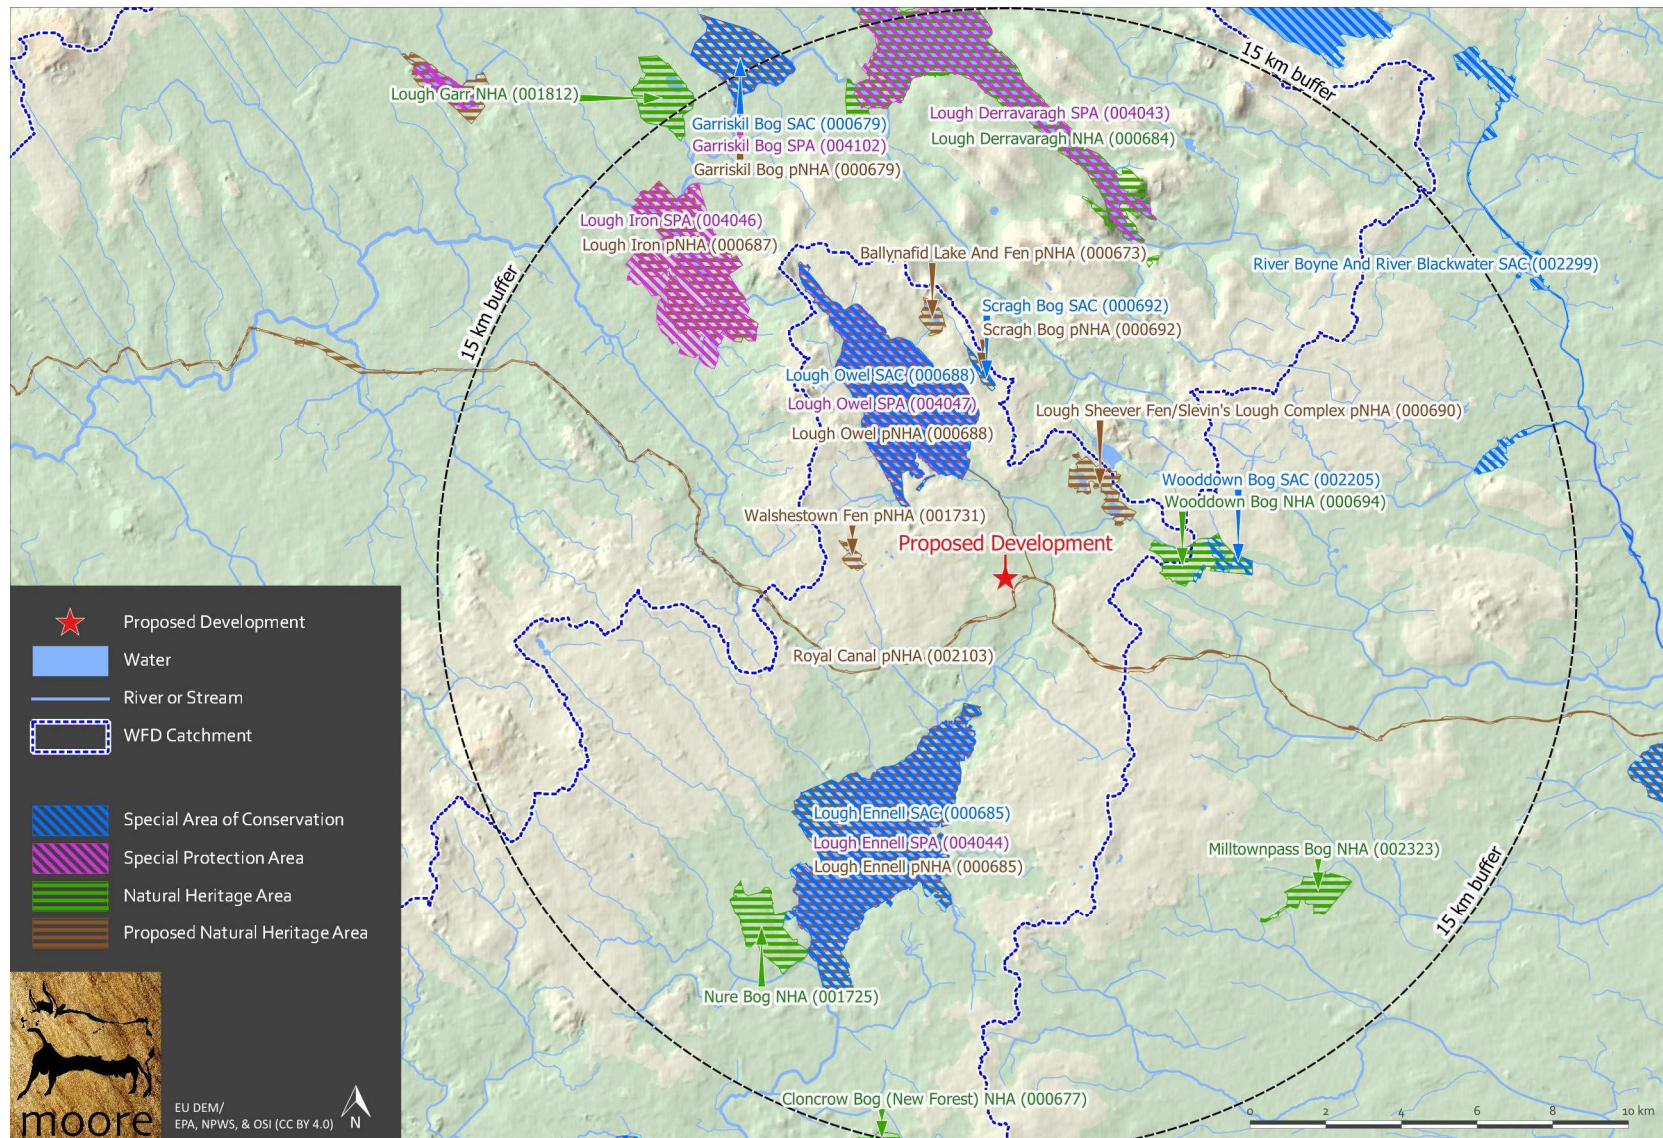 15 km buffer
Lough Garr NHA (001812)
Garriskil Bog SAC (000679)
Garriskil Bog SPA (004102)
Garriskil Bog pNHA (000679)
Lough Derravaragh SPA (004043)
Lough Derravaragh NHA (000684)
Lough Iron SPA (004046)
Lough Iron pNHA (000687)
Ballynafid Lake And Fen pNHA (000673)
River Boyne And River Blackwater SAC (002299)
15 km buffer
Scragh Bog SAC (000692)
Scragh Bog pNHA (000692)
Lough Owel SAC (000688)
Lough Owel SPA (004047)
Lough Owel pNHA (000688)
Lough Sheever Fen/Slevin's Lough Complex pNHA (000690)
Wooddown Bog SAC (002205)
Wooddown Bog NHA (000694)
Walshestown Fen pNHA (001731)
Proposed Development
Royal Canal pNHA (002103)
Lough Ennell SAC (000685)
Lough Ennell SPA (004044)
Lough Ennell pNHA (000685)
Milltownpass Bog NHA (002323)
15 km buffer
Nure Bog NHA (001725)
Cloncrow Bog (New Forest) NHA (000677)
Proposed Development
Water
River or Stream
WFD Catchment
Special Area of Conservation
Special Protection Area
Natural Heritage Area
Proposed Natural Heritage Area
moore
EU DEM/
EPA, NPWS, & OSI (CC BY 4.0)
N
0 2 4 6 8 10 km